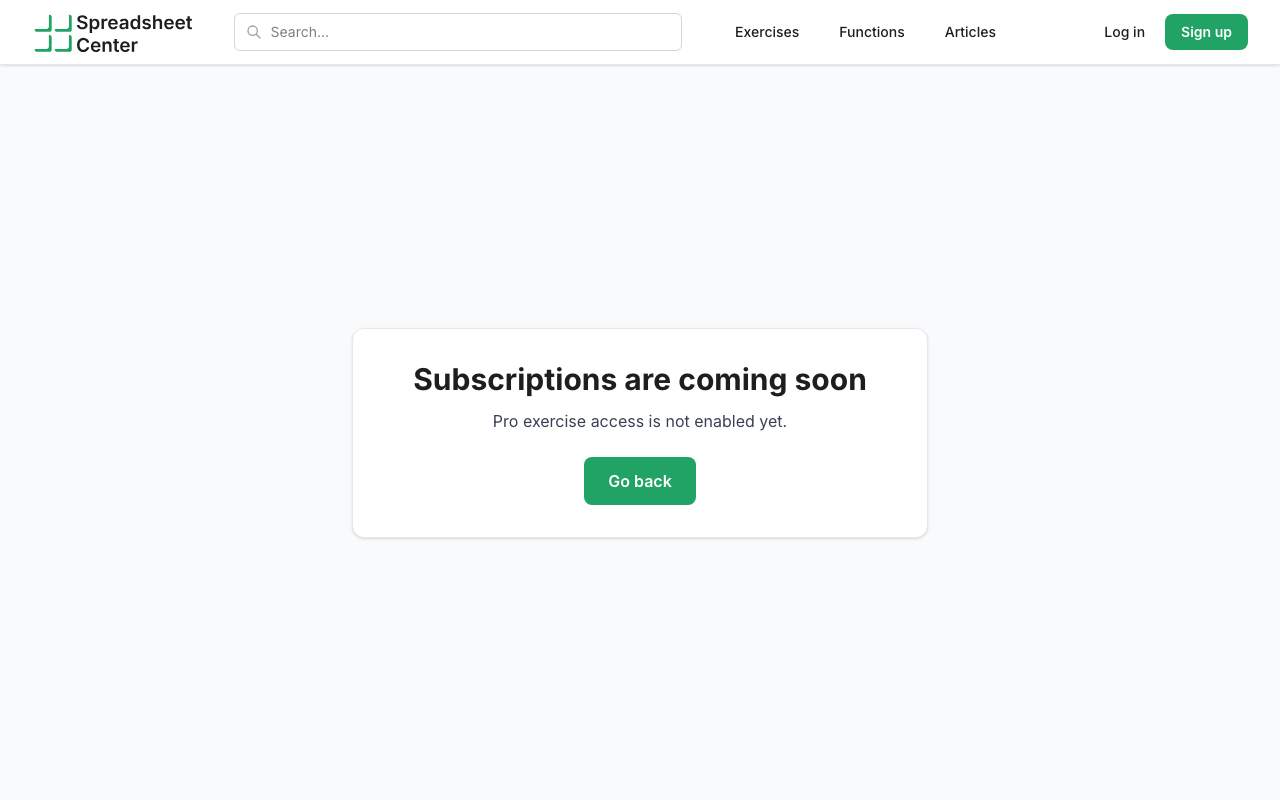 Spreadsheet
Center
Search...
Exercises
Functions
Articles
Log in
Sign up
Subscriptions are coming soon
Pro exercise access is not enabled yet.
Go back